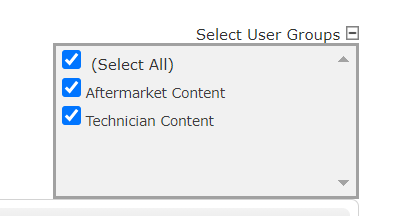 Select User Groups
(Select All)
Aftermarket Content
Technician Content